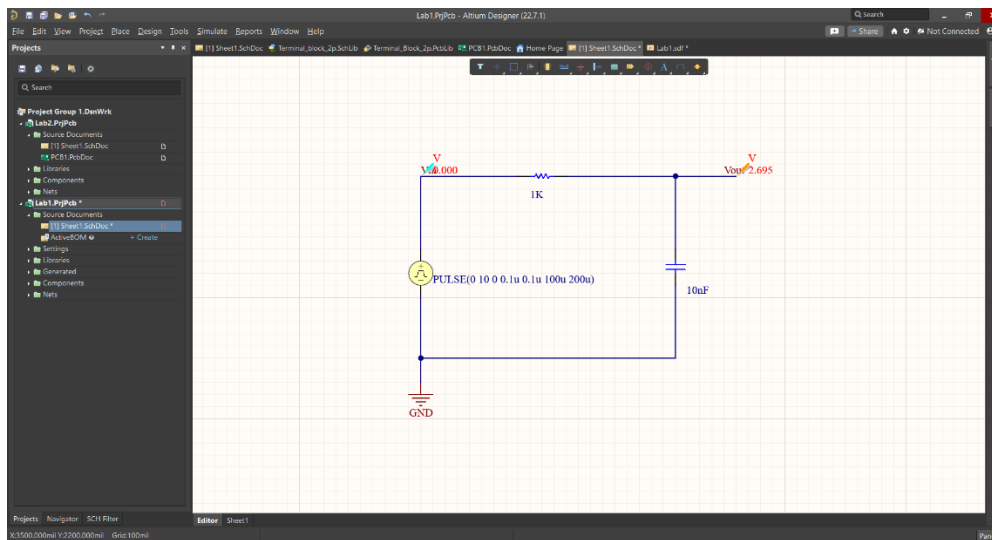 Lab1.PrjPcb - Altium Designer (22.7.1)
Search
File Edit View Project Place Design Tools Simulate Reports Window Help
Share
Not Connected
Projects
[1] Sheet1.SchDoc
Terminal_block_2p.SchLib
Terminal_Block_2p.PcbLib
PCB1.PcbDoc
Home Page
[1] Sheet1.SchDoc *
Lab1.sdf *
Search
Project Group 1.DsnWrk
Lab2.PrjPcb
Source Documents
[1] Sheet1.SchDoc
PCB1.PcbDoc
Libraries
Components
Nets
Lab1.PrjPcb *
Source Documents
[1] Sheet1.SchDoc *
ActiveBOM
+ Create
Settings
Libraries
Generated
Components
Nets
V
0.000
1K
V
2.695
PULSE(0 10 0 0.1u 0.1u 100u 200u)
10nF
GND
Projects Navigator SCH Filter
Editor Sheet1
X:3500.000mil Y:2200.000mil Grid:100mil
Pan